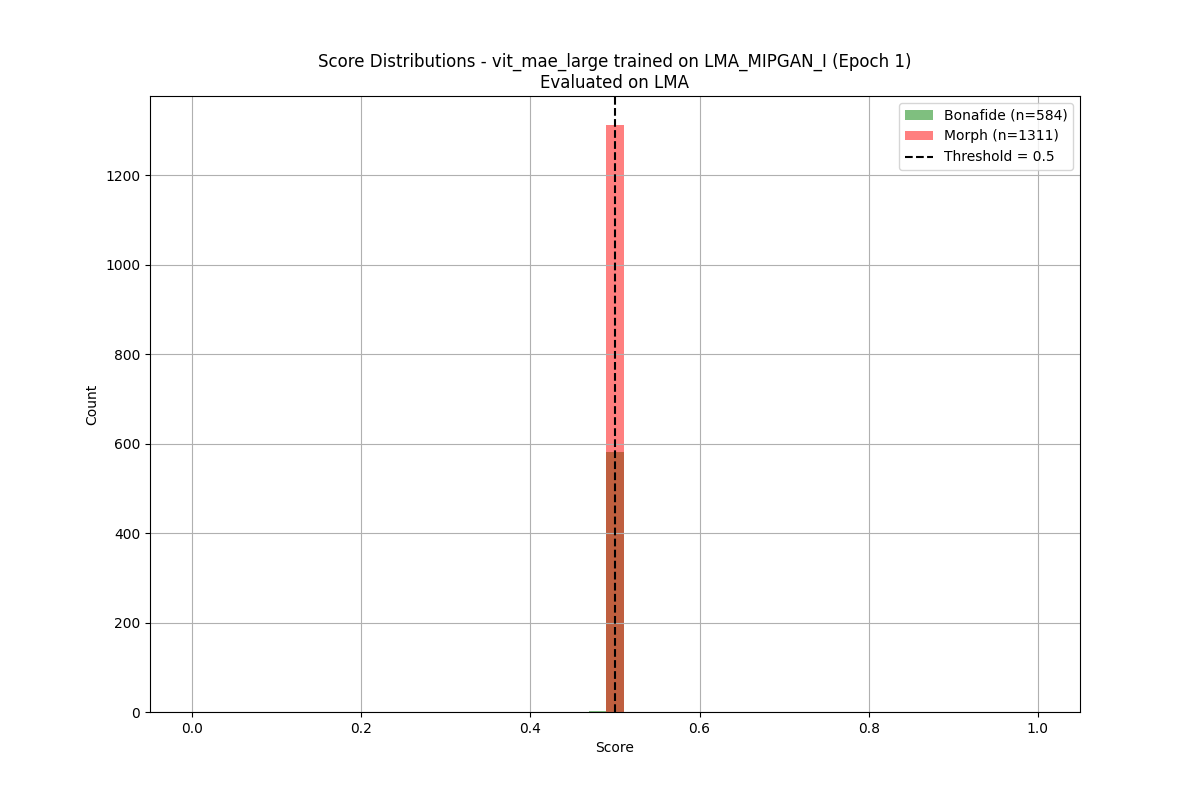 Score Distributions - vit_mae_large trained on LMA_MIPGAN_I (Epoch 1)
Evaluated on LMA
Bonafide (n=584)
Morph (n=1311)
Threshold = 0.5
1200
1000
800
600
400
200
0
Count
0.0 0.2 0.4 0.6 0.8 1.0
Score